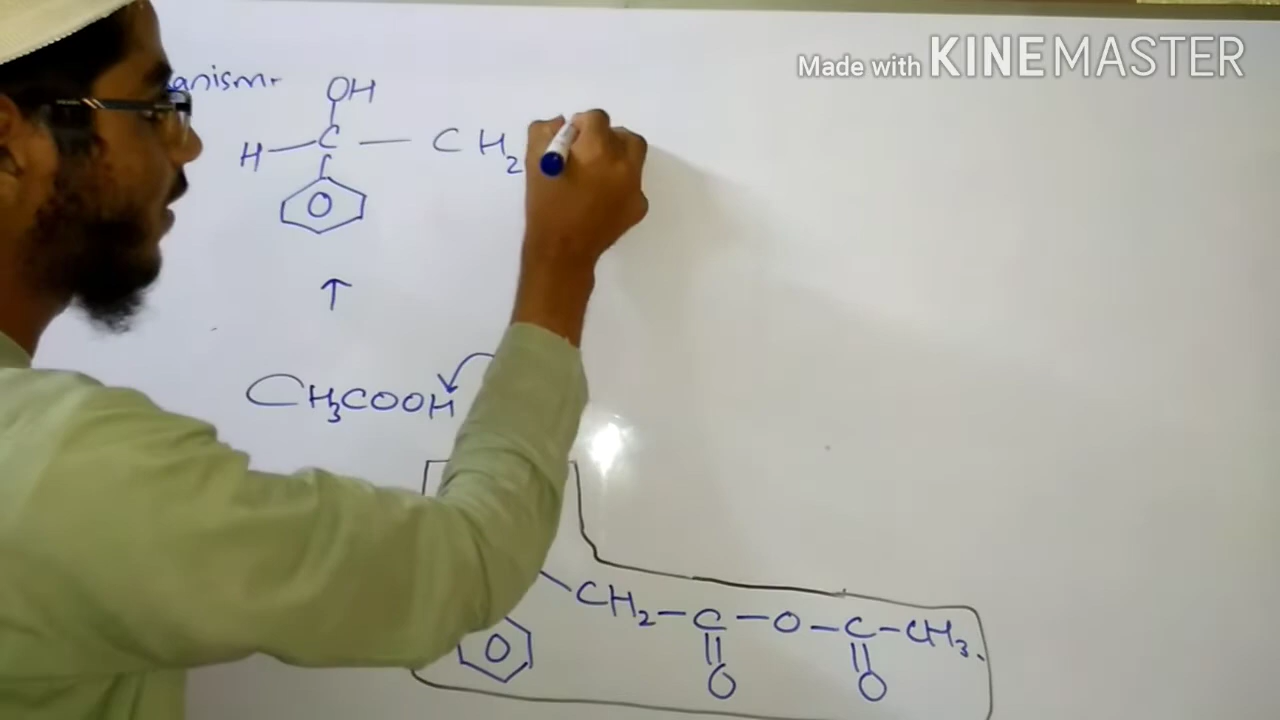 Made with KINEMASTER
anism:-
OH
H — C — CH2
↑
CH3COOH
CH2 — C — O — C — CH3.
O O